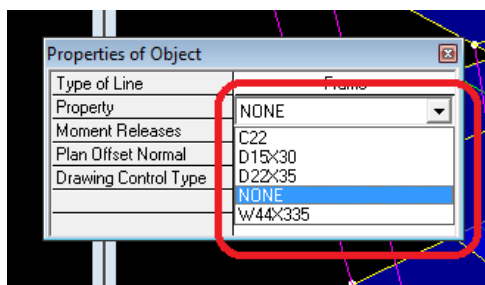 Properties of Object
Type of Line Frame
Property NONE
Moment Releases
Plan Offset Normal
Drawing Control Type
C22
D15X30
D22X35
NONE
W44X335